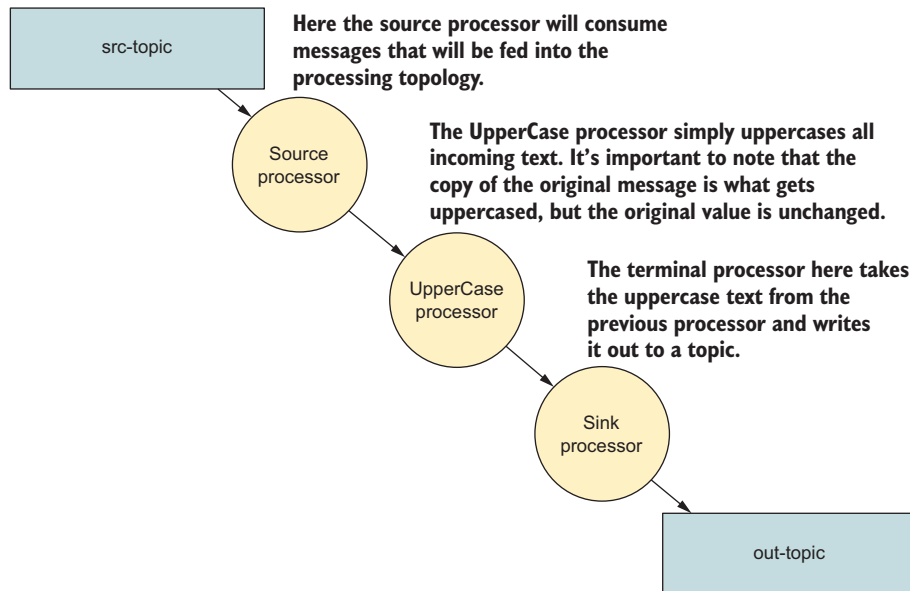 src-topic
Here the source processor will consume
messages that will be fed into the
processing topology.
Source
processor
The UpperCase processor simply uppercases all
incoming text. It's important to note that the
copy of the original message is what gets
uppercased, but the original value is unchanged.
UpperCase
processor
The terminal processor here takes
the uppercase text from the
previous processor and writes
it out to a topic.
Sink
processor
out-topic